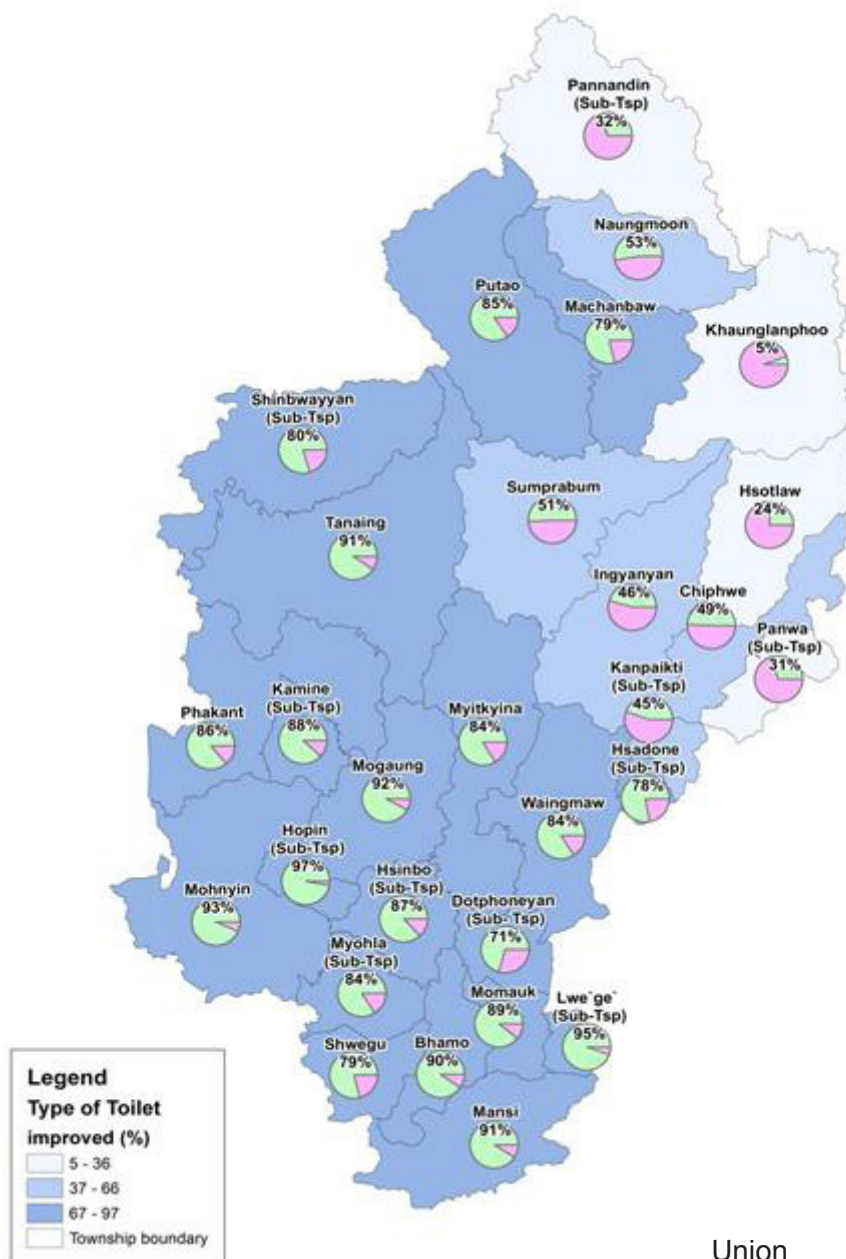 Pannandin
(Sub-Tsp)
32%
Naungmoon
53%
Putao
85%
Machanbaw
79%
Khaunglanphoo
5%
Shinbwayyan
(Sub-Tsp)
80%
Sumprabum
51%
Hsotlaw
24%
Tanaing
91%
Ingyanyan
46%
Chiphwe
49%
Panwa
(Sub-Tsp)
31%
Kanpaikti
(Sub-Tsp)
45%
Phakant
86%
Kamine
(Sub-Tsp)
88%
Myitkyina
84%
Mogaung
92%
Hsadone
(Sub-Tsp)
78%
Waingmaw
84%
Hopin
(Sub-Tsp)
97%
Mohnyin
93%
Hsinbo
(Sub-Tsp)
87%
Dotphoneyan
(Sub- Tsp)
71%
Myohla
(Sub-Tsp)
84%
Momauk
89%
Lwe`ge`
(Sub-Tsp)
95%
Shwegu
79%
Bhamo
90%
Mansi
91%
Legend
Type of Toilet
improved (%)
5 - 36
37 - 66
67 - 97
Township boundary
Union